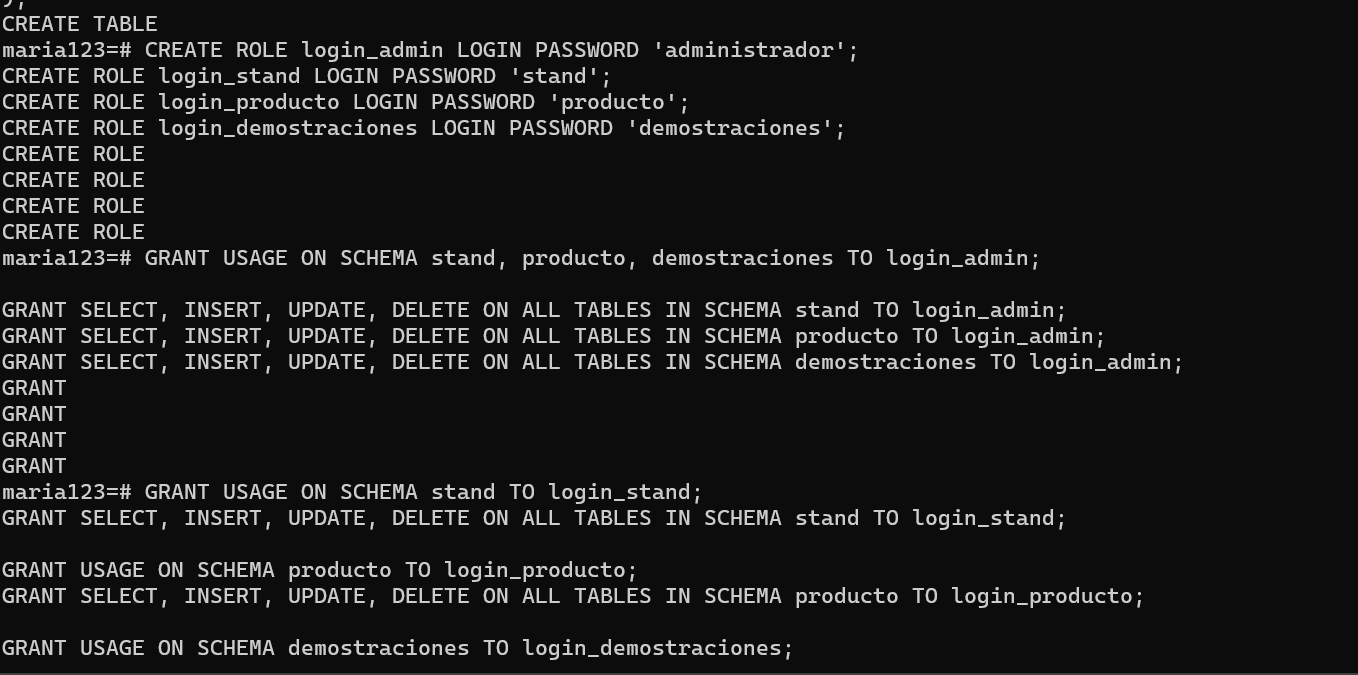 );
CREATE TABLE
maria123=# CREATE ROLE login_admin LOGIN PASSWORD 'administrador';
CREATE ROLE login_stand LOGIN PASSWORD 'stand';
CREATE ROLE login_producto LOGIN PASSWORD 'producto';
CREATE ROLE login_demostraciones LOGIN PASSWORD 'demostraciones';
CREATE ROLE
CREATE ROLE
CREATE ROLE
CREATE ROLE
maria123=# GRANT USAGE ON SCHEMA stand, producto, demostraciones TO login_admin;
GRANT SELECT, INSERT, UPDATE, DELETE ON ALL TABLES IN SCHEMA stand TO login_admin;
GRANT SELECT, INSERT, UPDATE, DELETE ON ALL TABLES IN SCHEMA producto TO login_admin;
GRANT SELECT, INSERT, UPDATE, DELETE ON ALL TABLES IN SCHEMA demostraciones TO login_admin;
GRANT
GRANT
GRANT
GRANT
maria123=# GRANT USAGE ON SCHEMA stand TO login_stand;
GRANT SELECT, INSERT, UPDATE, DELETE ON ALL TABLES IN SCHEMA stand TO login_stand;
GRANT USAGE ON SCHEMA producto TO login_producto;
GRANT SELECT, INSERT, UPDATE, DELETE ON ALL TABLES IN SCHEMA producto TO login_producto;
GRANT USAGE ON SCHEMA demostraciones TO login_demostraciones;